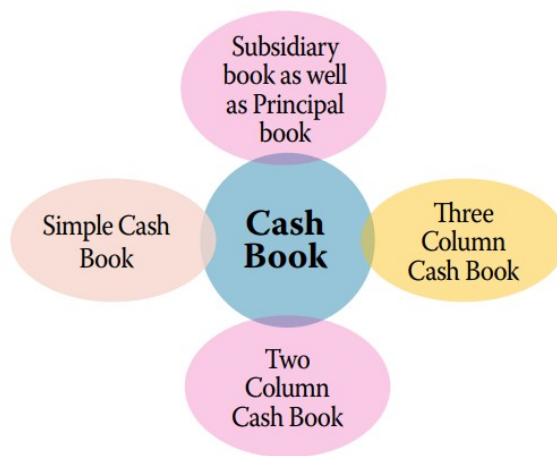 Subsidiary
book as well
as Principal
book
Simple Cash
Book
Cash
Book
Three
Column
Cash Book
Two
Column
Cash Book